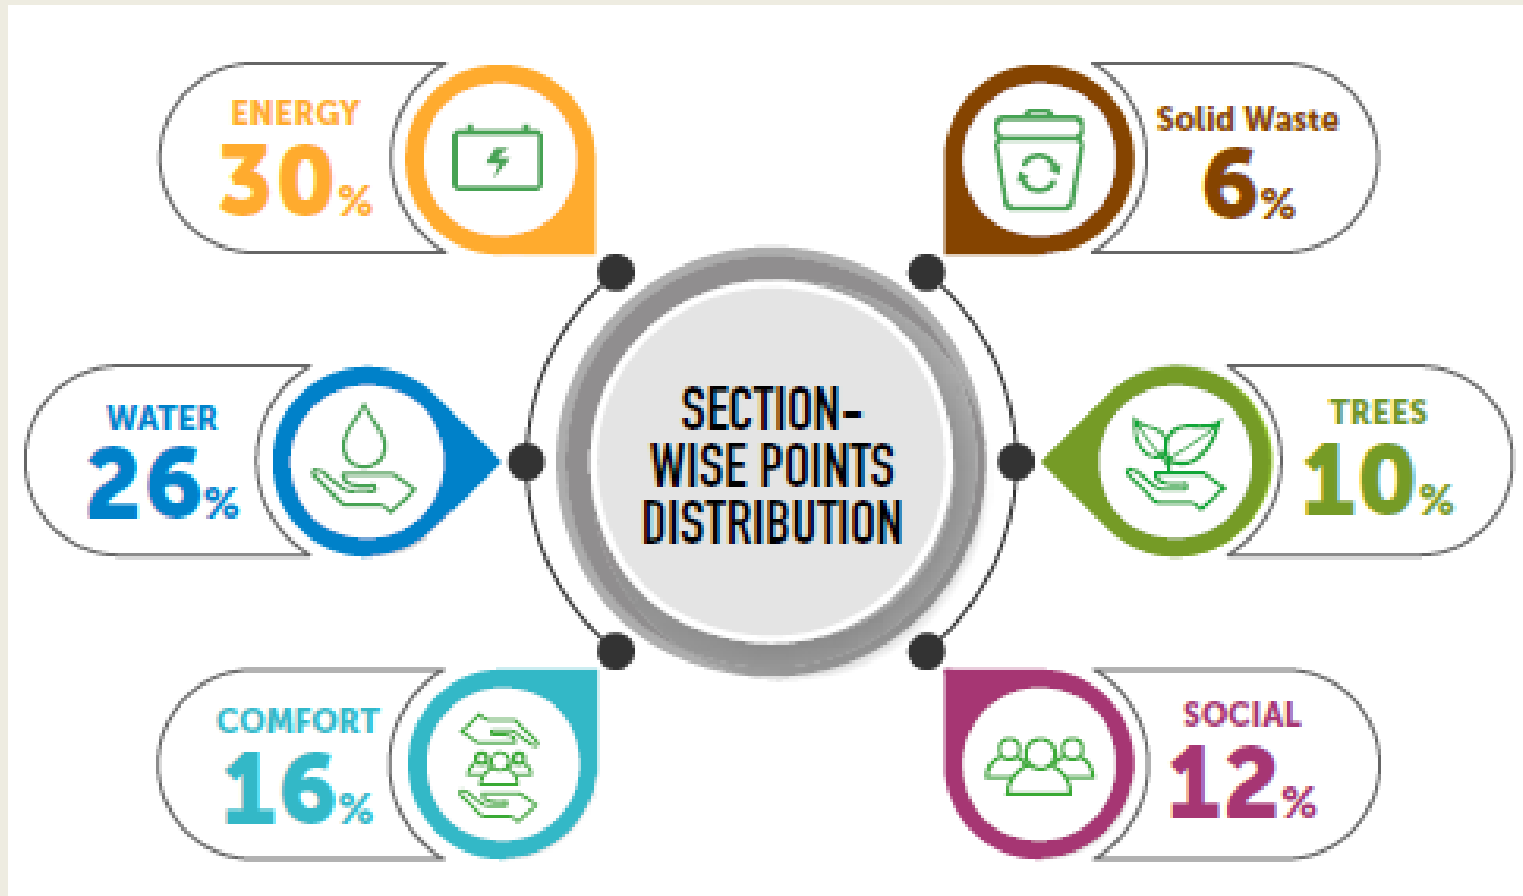 ENERGY
30%
Solid Waste
6%
WATER
26%
SECTION-
WISE POINTS
DISTRIBUTION
TREES
10%
COMFORT
16%
SOCIAL
12%